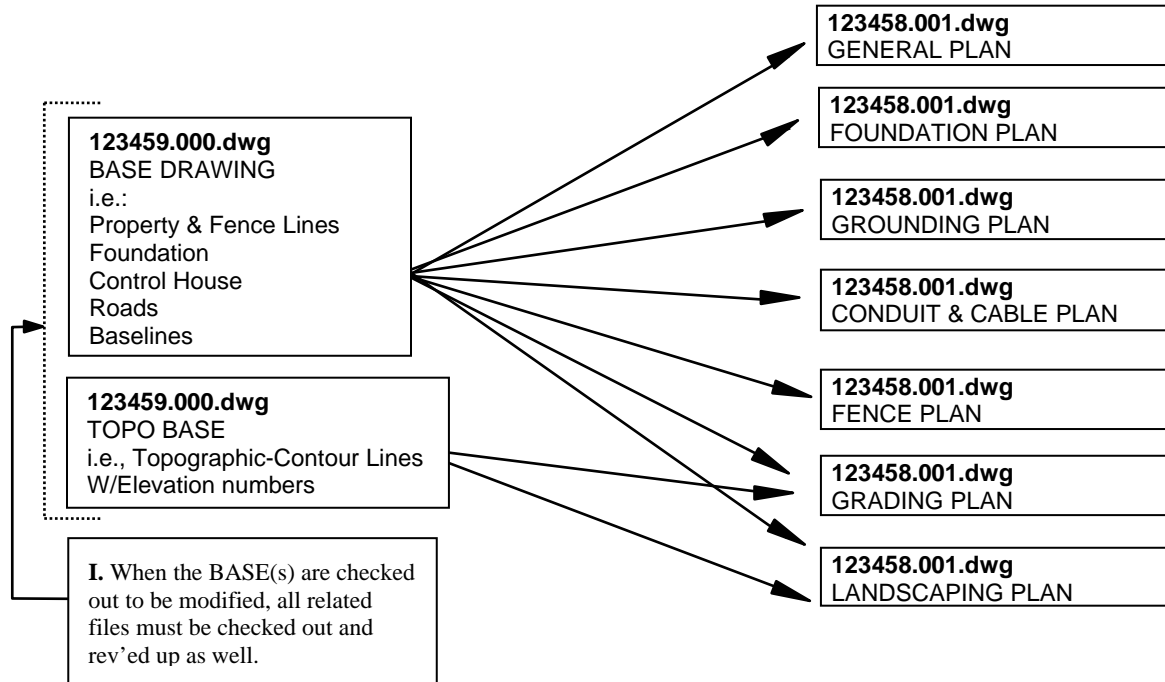 123459.000.dwg
BASE DRAWING
i.e.:
Property & Fence Lines
Foundation
Control House
Roads
Baselines
123459.000.dwg
TOPO BASE
i.e., Topographic-Contour Lines
W/Elevation numbers
I. When the BASE(s) are checked
out to be modified, all related
files must be checked out and
rev'ed up as well.
123458.001.dwg
GENERAL PLAN
123458.001.dwg
FOUNDATION PLAN
123458.001.dwg
GROUNDING PLAN
123458.001.dwg
CONDUIT & CABLE PLAN
123458.001.dwg
FENCE PLAN
123458.001.dwg
GRADING PLAN
123458.001.dwg
LANDSCAPING PLAN